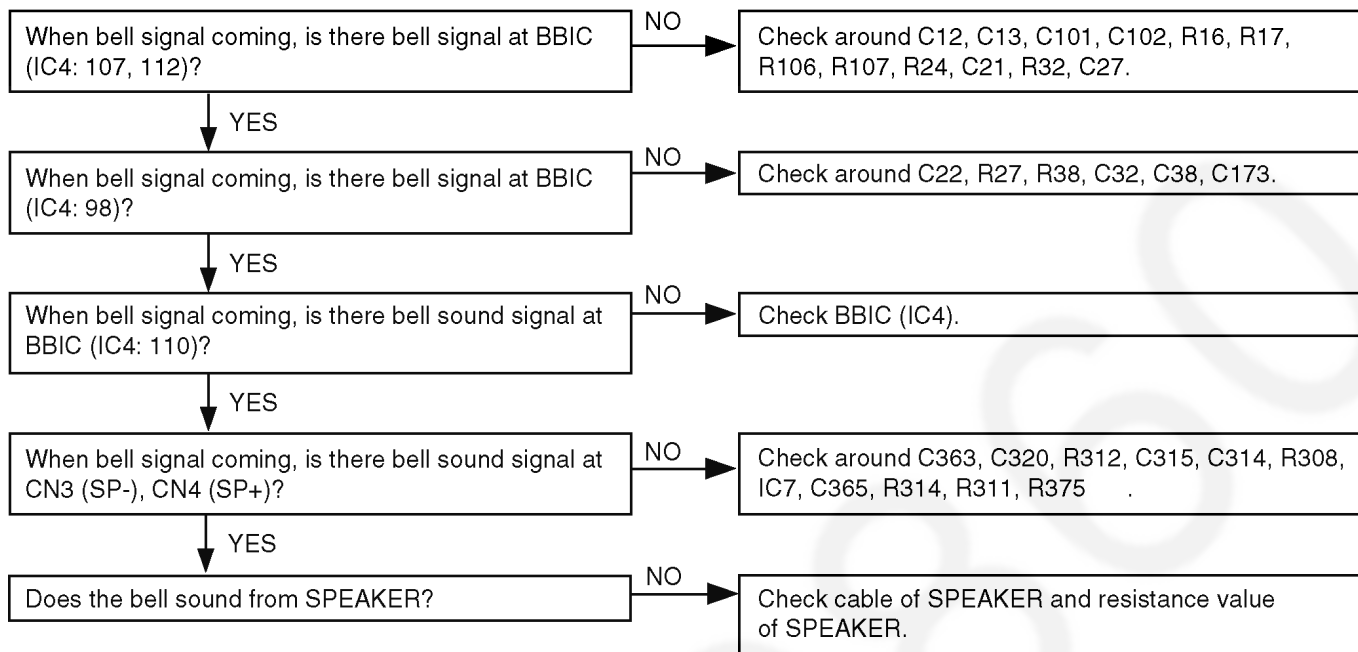 When bell signal coming, is there bell signal at BBIC
(IC4: 107, 112)?
NO
Check around C12, C13, C101, C102, R16, R17,
R106, R107, R24, C21, R32, C27.
YES
When bell signal coming, is there bell signal at BBIC
(IC4: 98)?
NO
Check around C22, R27, R38, C32, C38, C173.
YES
When bell signal coming, is there bell sound signal at
BBIC (IC4: 110)?
NO
Check BBIC (IC4).
YES
When bell signal coming, is there bell sound signal at
CN3 (SP-), CN4 (SP+)?
NO
Check around C363, C320, R312, C315, C314, R308,
IC7, C365, R314, R311, R375 .
YES
Does the bell sound from SPEAKER?
NO
Check cable of SPEAKER and resistance value
of SPEAKER.